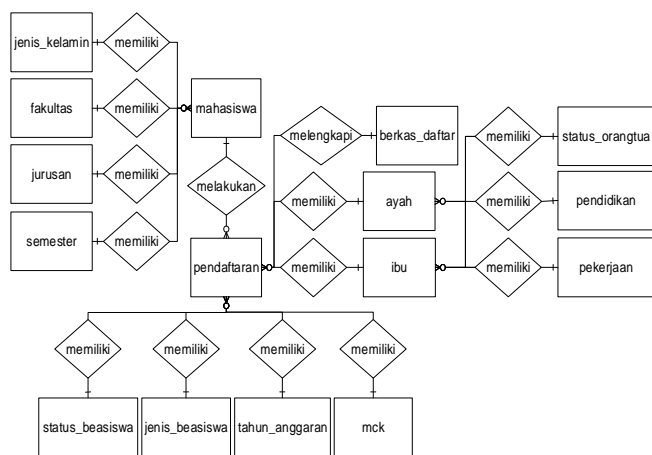 jenis_kelamin
memiliki
fakultas
memiliki
mahasiswa
jurusan
memiliki
semester
memiliki
melakukan
pendaftaran
melengkapi
berkas_daftar
memiliki
ayah
memiliki
ibu
memiliki
status_orangtua
memiliki
pendidikan
memiliki
pekerjaan
memiliki
memiliki
memiliki
memiliki
status_beasiswa
jenis_beasiswa
tahun_anggaran
mck